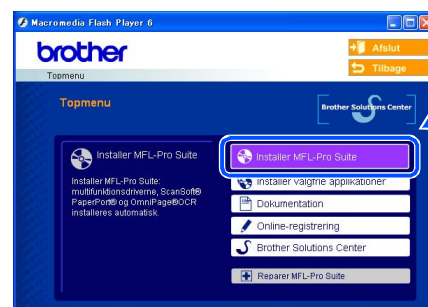 Macromedia Flash Player 6
brother
Afslut
Tilbage
Topmenu
Topmenu
Brother Solutions Center
Installer MFL-Pro Suite
Installer MFL-Pro Suite:
multifunktionsdriverne, ScanSoft®
PaperPort® og OmniPage®OCR
installeres automatisk.
Installer MFL-Pro Suite
Installer valgfrie applikationer
Dokumentation
Online-registrering
Brother Solutions Center
Reparer MFL-Pro Suite